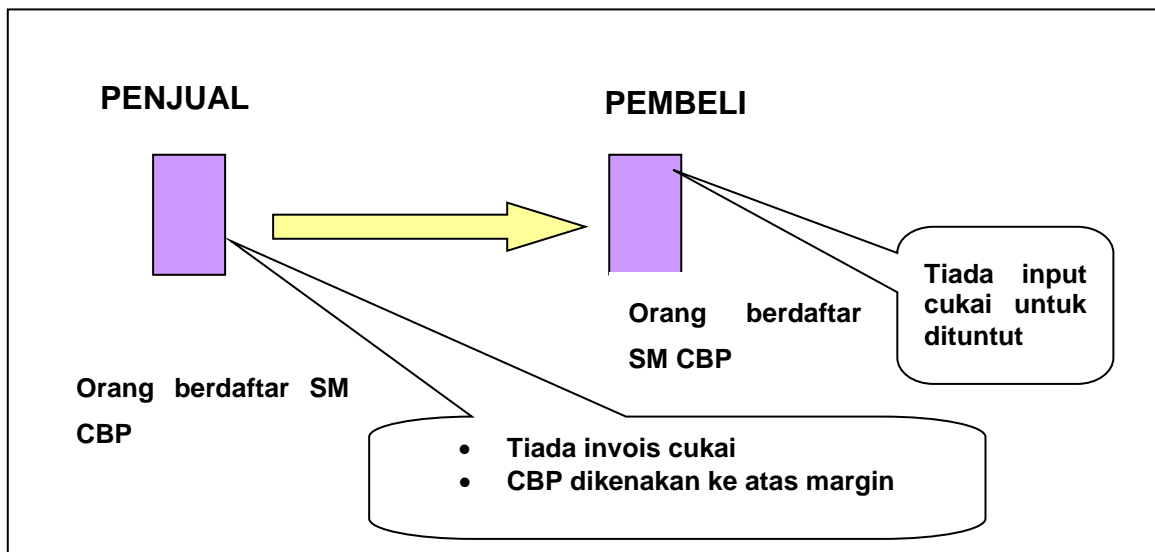 PENJUAL
PEMBELI
Tiada input
cukai untuk
dituntut
Orang berdaftar
SM CBP
Orang berdaftar SM
CBP
• Tiada invois cukai
• CBP dikenakan ke atas margin